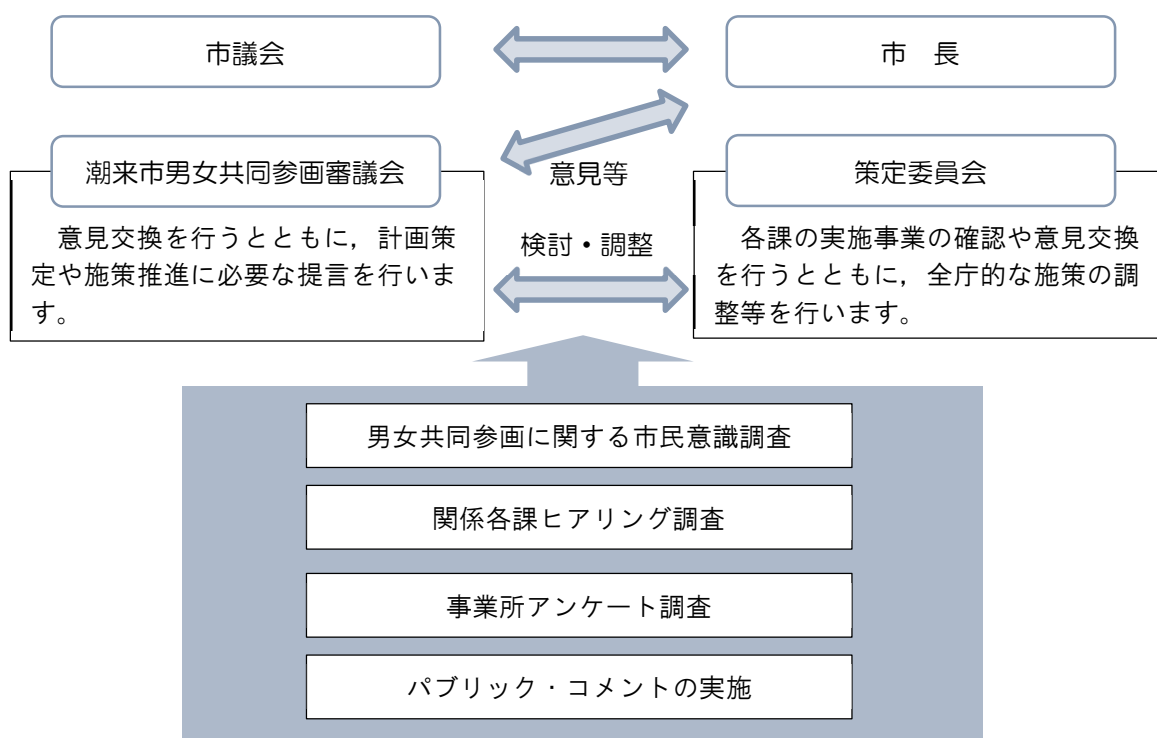 市議会
市　長
潮来市男女共同参画審議会
意見交換を行うとともに，計画策
定や施策推進に必要な提言を行いま
す。
意見等
検討・調整
策定委員会
各課の実施事業の確認や意見交換
を行うとともに，全庁的な施策の調
整等を行います。
男女共同参画に関する市民意識調査
関係各課ヒアリング調査
事業所アンケート調査
パブリック・コメントの実施